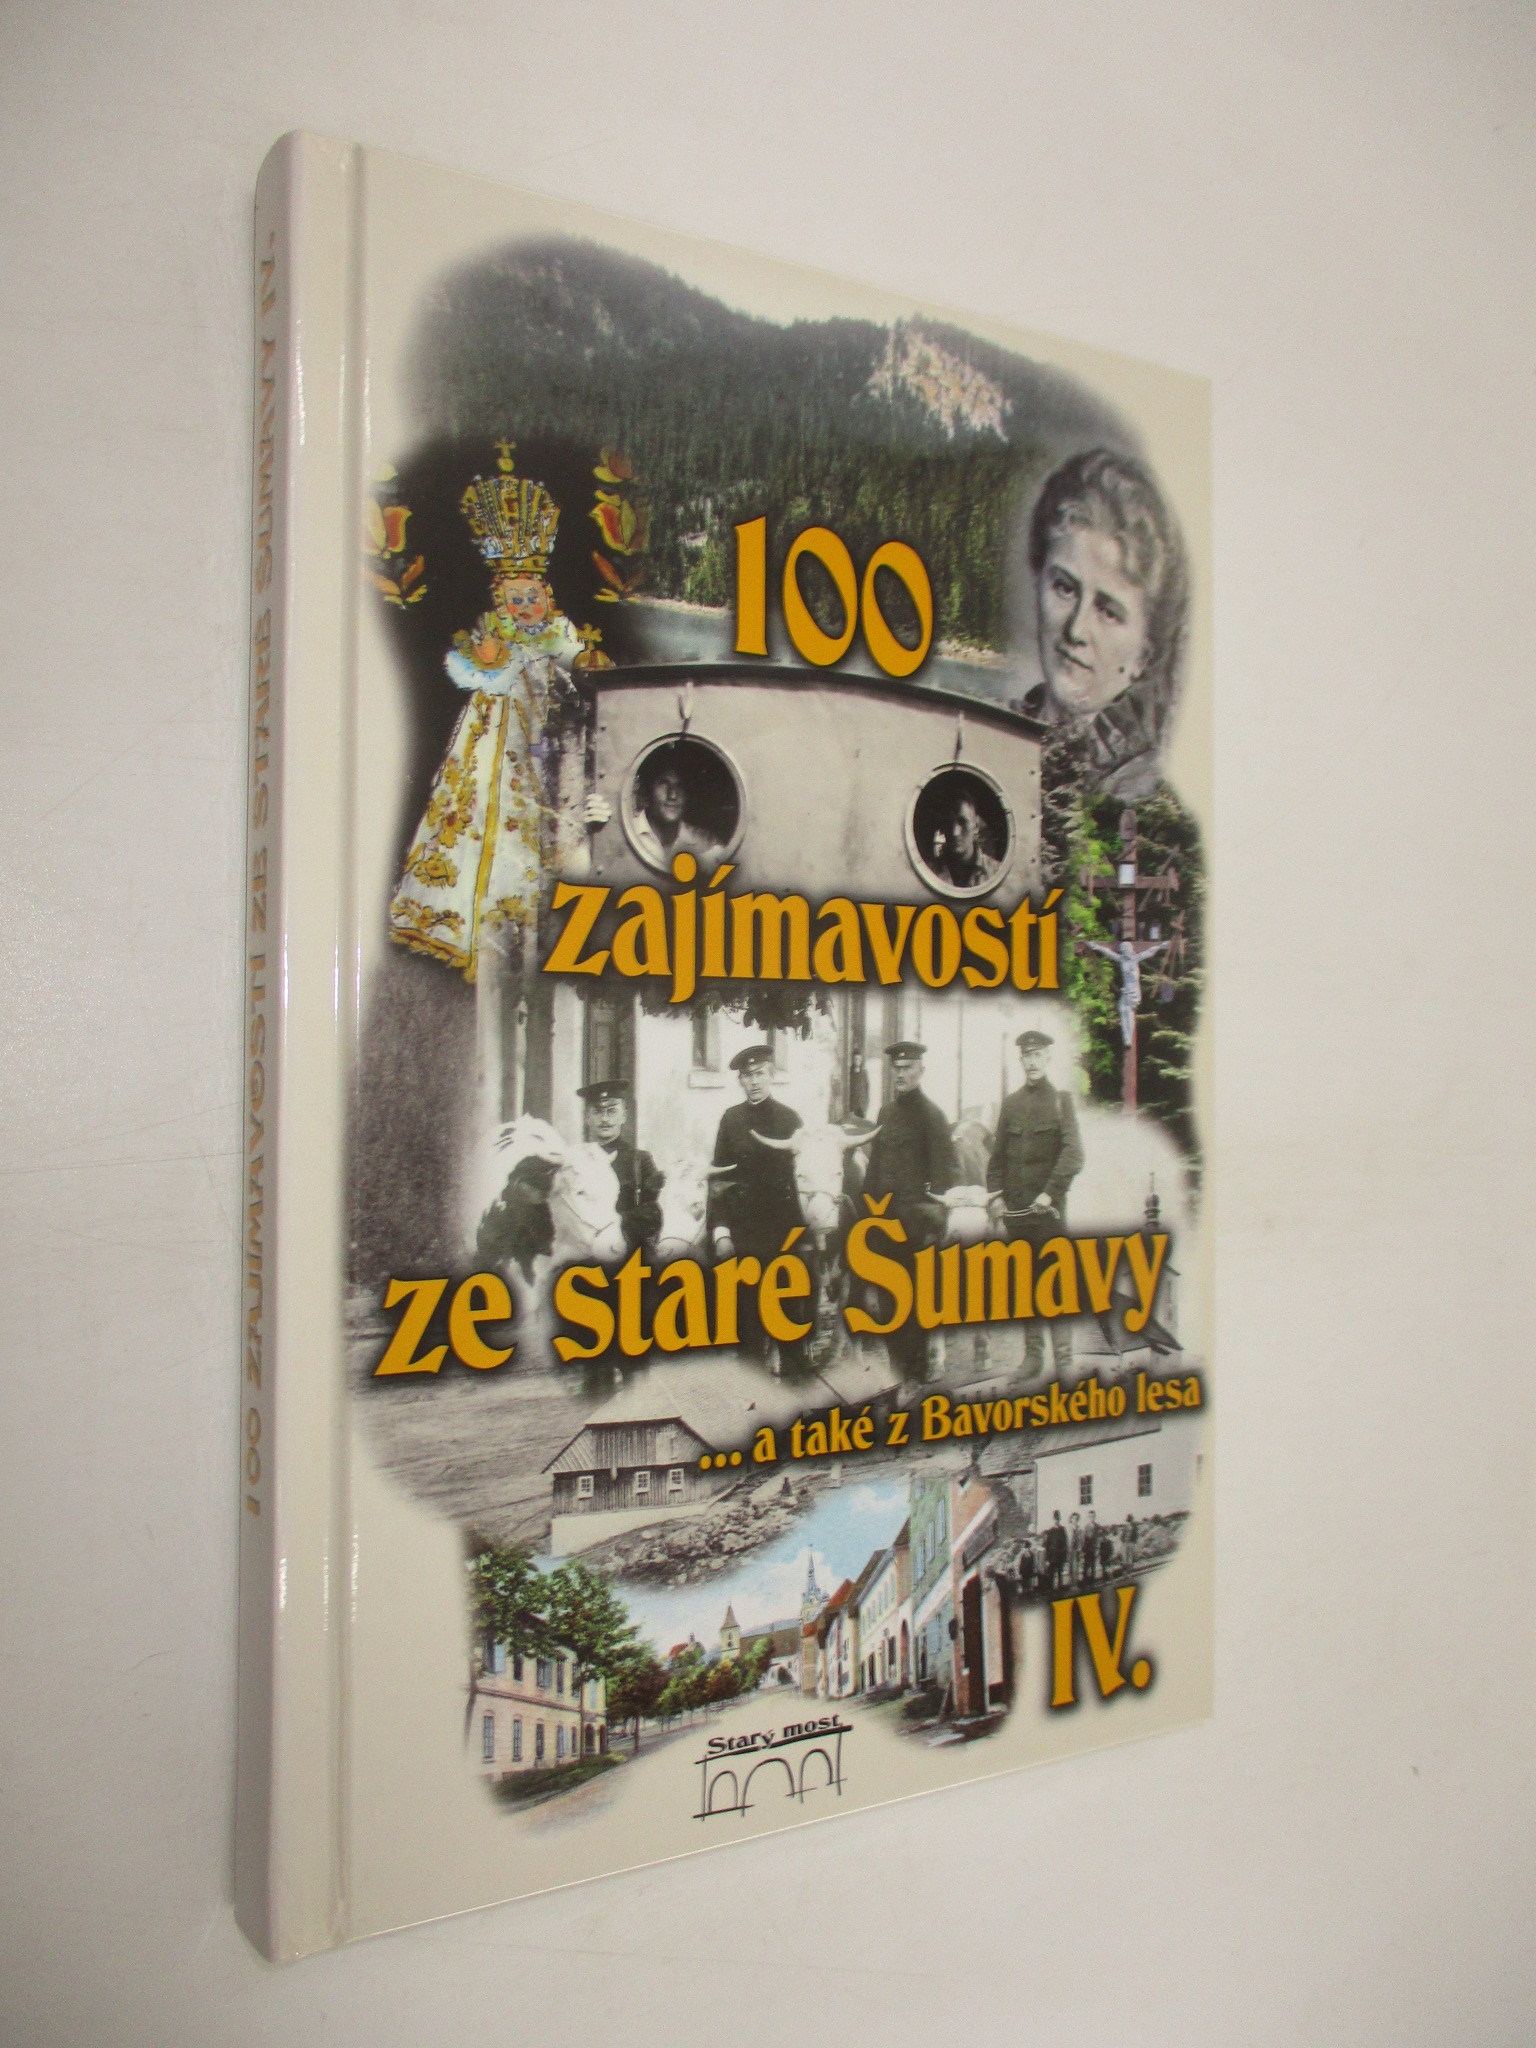 100 ZAJÍMAVOSTÍ ZE STARÉ ŠUMAVY IV.
100
zajímavostí
ze staré Šumavy
... a také z Bavorského lesa
IV.
Starý most